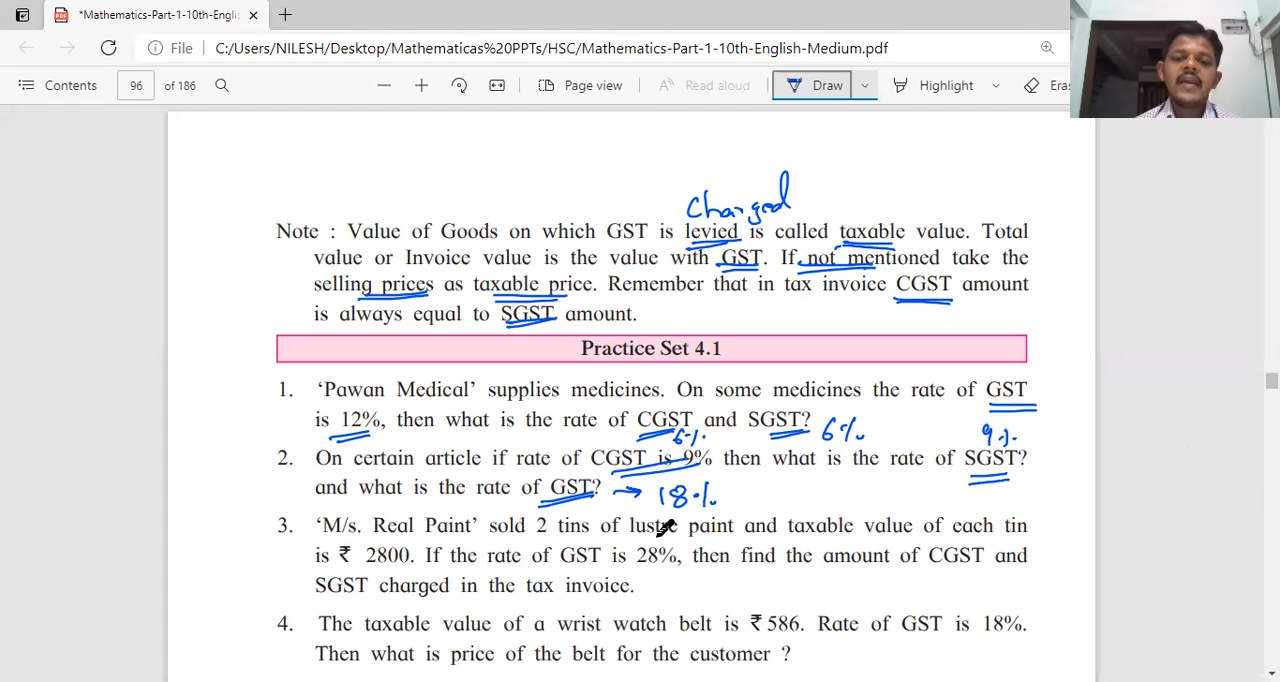 *Mathematics-Part-1-10th-Engli
File C:/Users/NILESH/Desktop/Mathematicas%20PPTs/HSC/Mathematics-Part-1-10th-English-Medium.pdf
Contents 96 of 186 Page view Read aloud Draw Highlight Era
Charged
Note : Value of Goods on which GST is levied is called taxable value. Total
value or Invoice value is the value with GST. If not mentioned take the
selling prices as taxable price. Remember that in tax invoice CGST amount
is always equal to SGST amount.
Practice Set 4.1
1. ‘Pawan Medical’ supplies medicines. On some medicines the rate of GST
is 12%, then what is the rate of CGST and SGST?
6% 6% 9%
2. On certain article if rate of CGST is 9% then what is the rate of SGST?
and what is the rate of GST? → 18%
3. ‘M/s. Real Paint’ sold 2 tins of lustre paint and taxable value of each tin
is ₹ 2800. If the rate of GST is 28%, then find the amount of CGST and
SGST charged in the tax invoice.
4. The taxable value of a wrist watch belt is ₹ 586. Rate of GST is 18%.
Then what is price of the belt for the customer ?